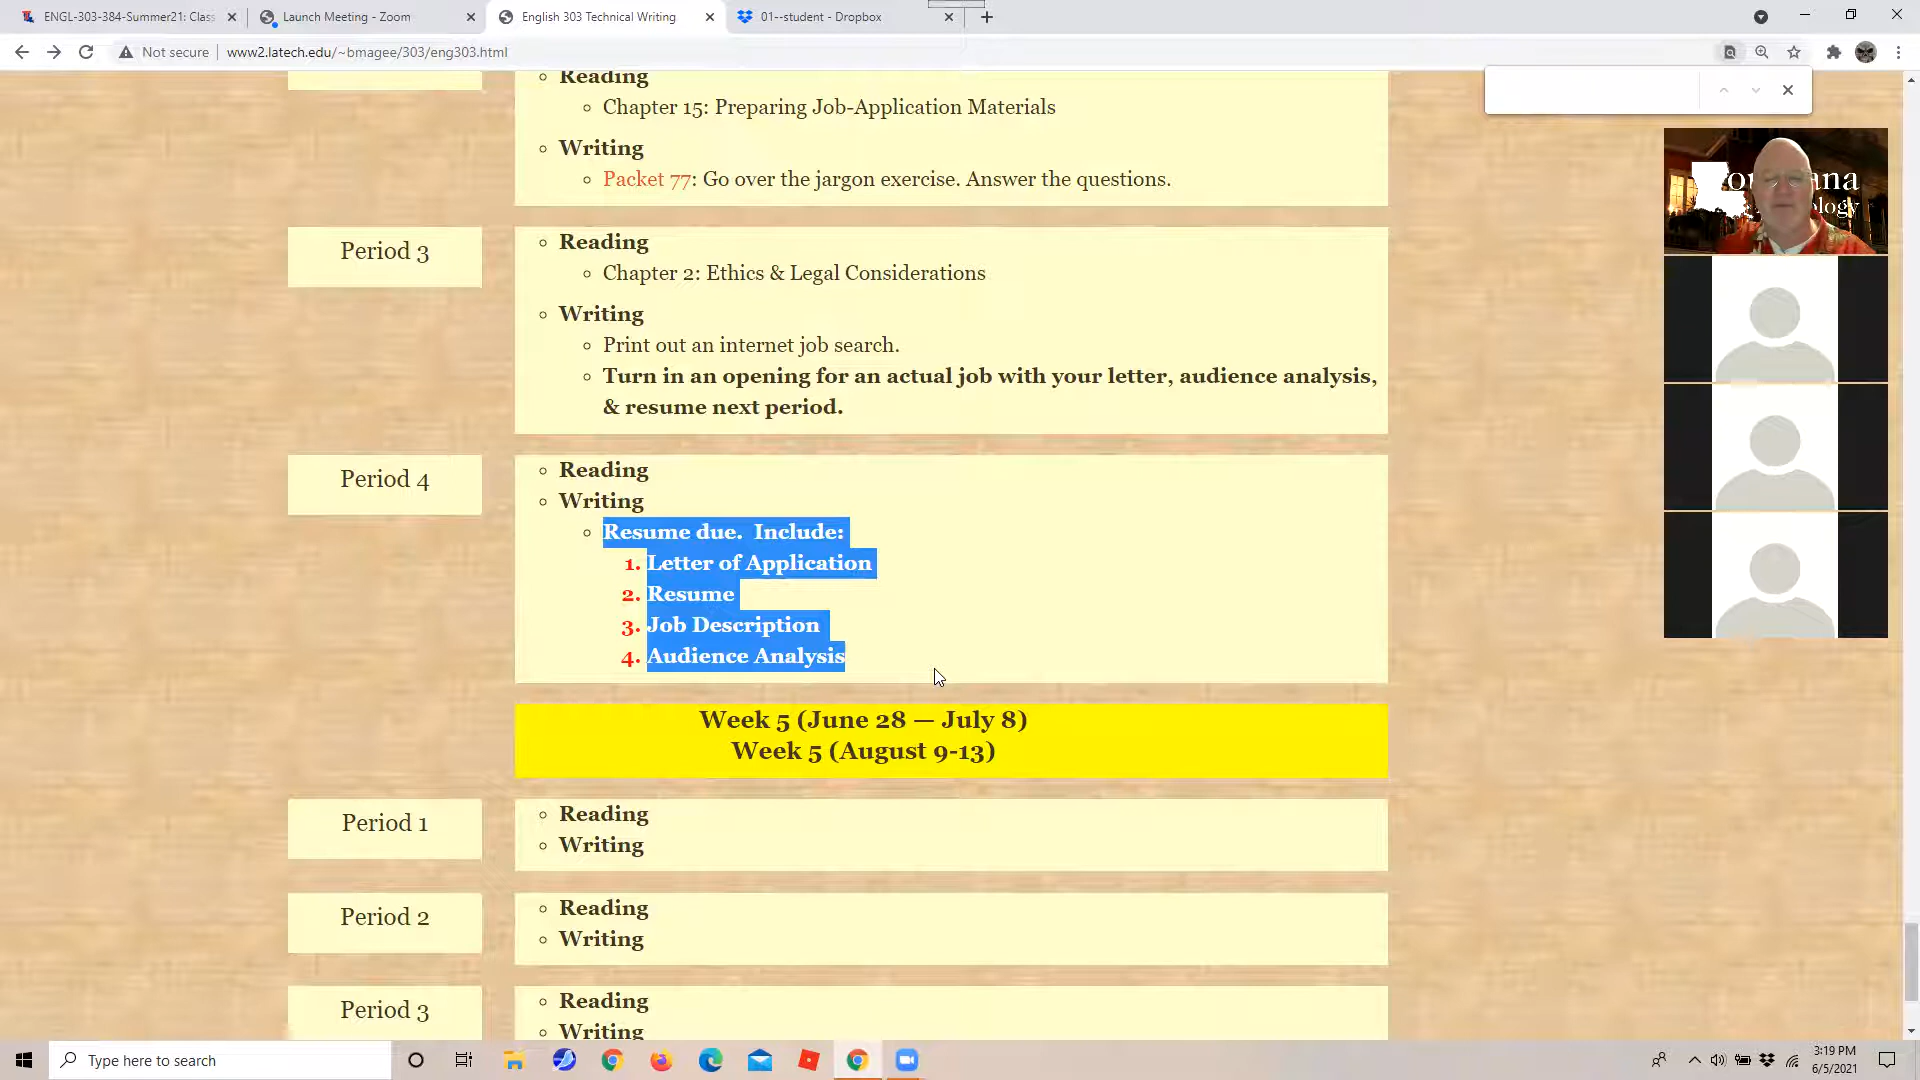 ENGL-303-384-Summer21: Class
Launch Meeting - Zoom
English 303 Technical Writing
01--student - Dropbox
Not secure
www2.latech.edu/~bmagee/303/eng303.html
Reading
Chapter 15: Preparing Job-Application Materials
Writing
Packet 77: Go over the jargon exercise. Answer the questions.
Period 3
Reading
Chapter 2: Ethics & Legal Considerations
Writing
Print out an internet job search.
Turn in an opening for an actual job with your letter, audience analysis,
& resume next period.
Period 4
Reading
Writing
Resume due. Include:
1. Letter of Application
2. Resume
3. Job Description
4. Audience Analysis
Week 5 (June 28 — July 8)
Week 5 (August 9-13)
Period 1
Reading
Writing
Period 2
Reading
Writing
Period 3
Reading
Writing
Type here to search
3:19 PM
6/5/2021